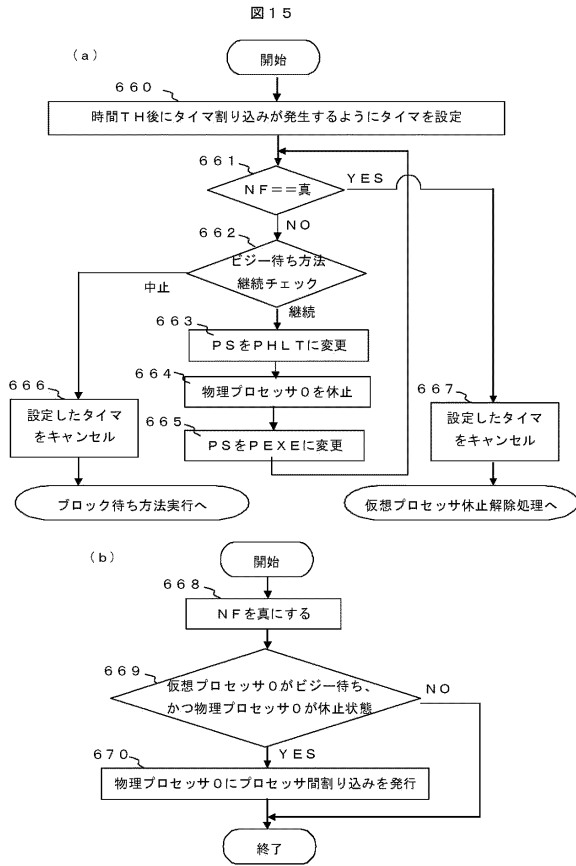 図１５
（ａ）
開始
６６０
時間ＴＨ後にタイマ割り込みが発生するようにタイマを設定
６６１
ＮＦ＝＝真
ＹＥＳ
ＮＯ
６６２
ビジー待ち方法
継続チェック
中止
継続
６６３
ＰＳをＰＨＬＴに変更
６６４
物理プロセッサ０を休止
６６５
ＰＳをＰＥＸＥに変更
６６６
設定したタイマ
をキャンセル
６６７
設定したタイマ
をキャンセル
ブロック待ち方法実行へ
仮想プロセッサ休止解除処理へ
（ｂ）
開始
６６８
ＮＦを真にする
６６９
仮想プロセッサ０がビジー待ち、
かつ物理プロセッサ０が休止状態
ＮＯ
ＹＥＳ
６７０
物理プロセッサ０にプロセッサ間割り込みを発行
終了